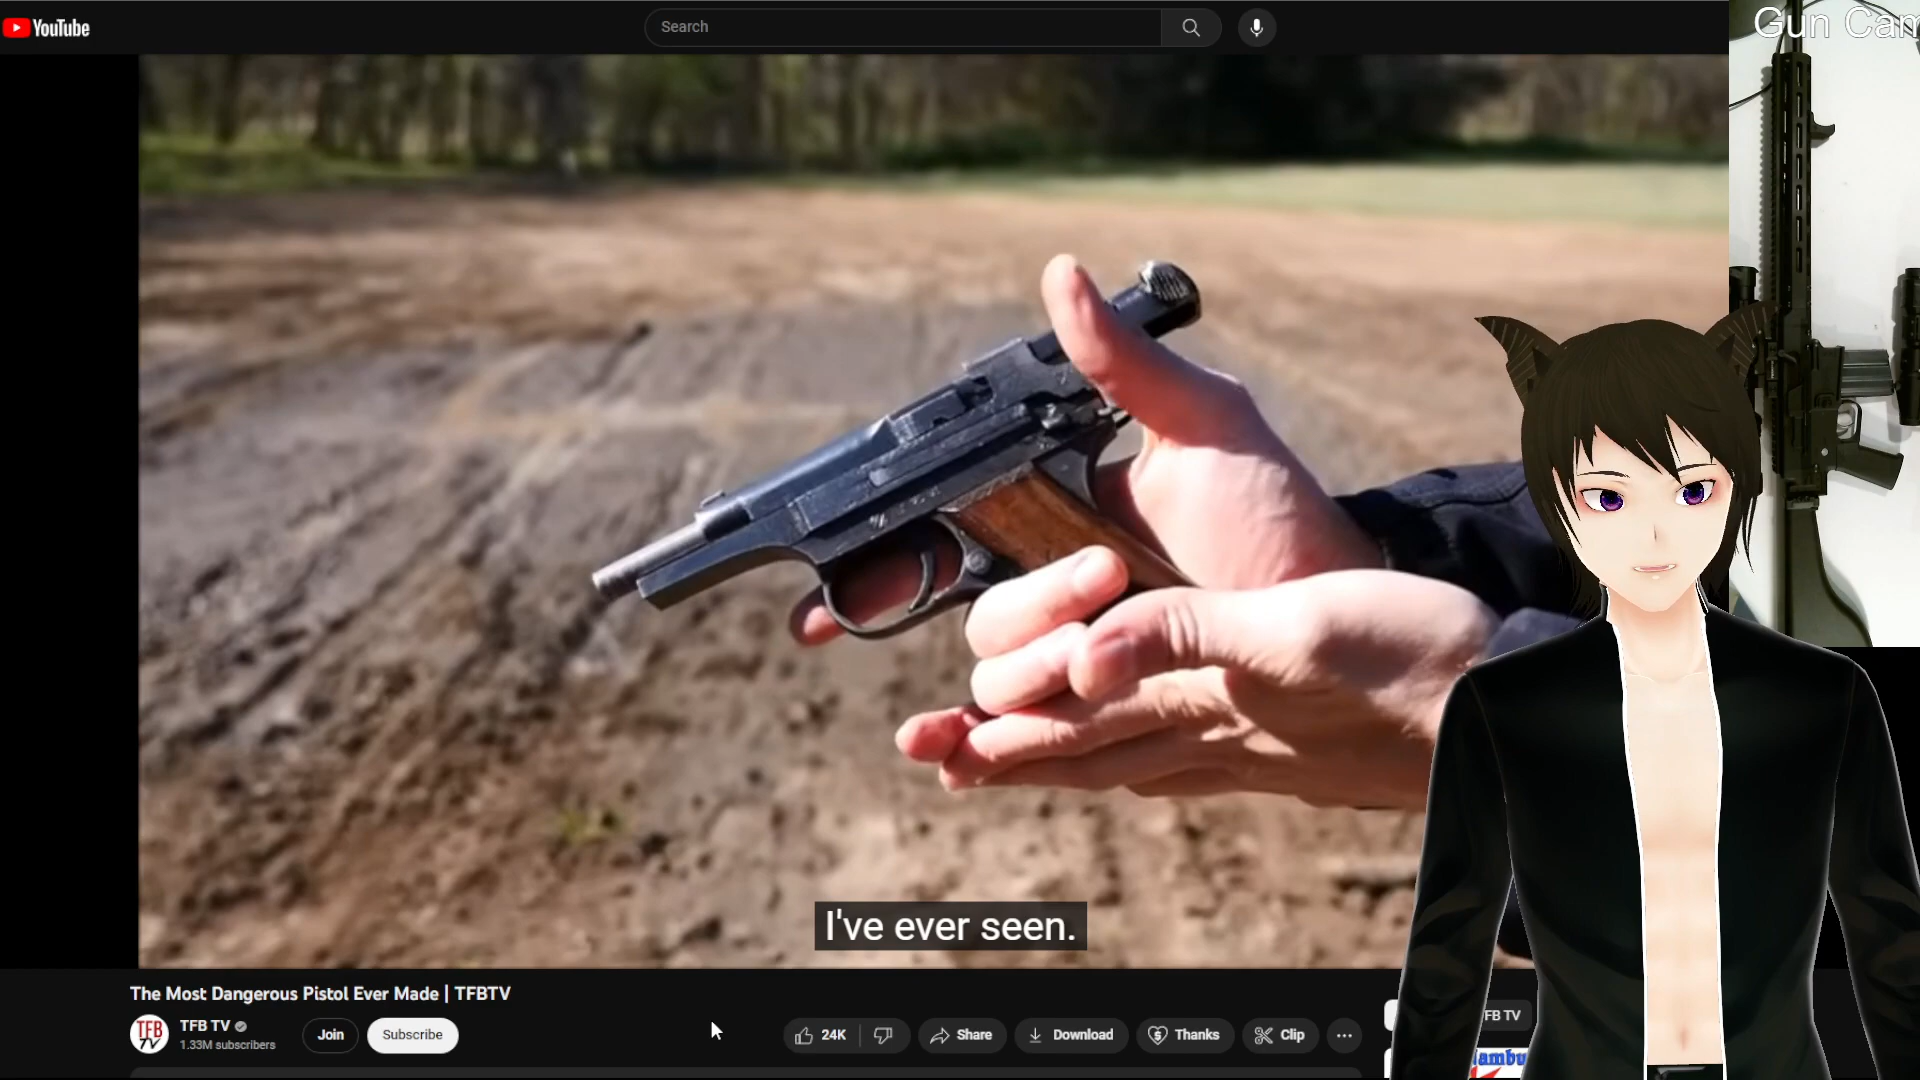 YouTube
Search
Gun Cam
I've ever seen.
The Most Dangerous Pistol Ever Made | TFBTV
TFB TV
TFB TV
1.33M subscribers
Join
Subscribe
24K
Share
Download
Thanks
Clip
FB TV